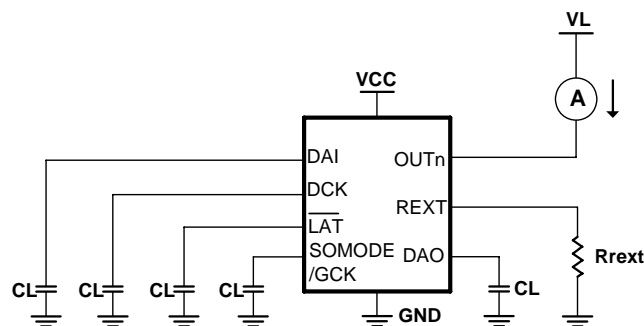 VL
A
VCC
DAI
OUTn
DCK
REXT
LAT
SOMODE
/GCK
DAO
Rrext
CL
CL
CL
CL
CL
GND